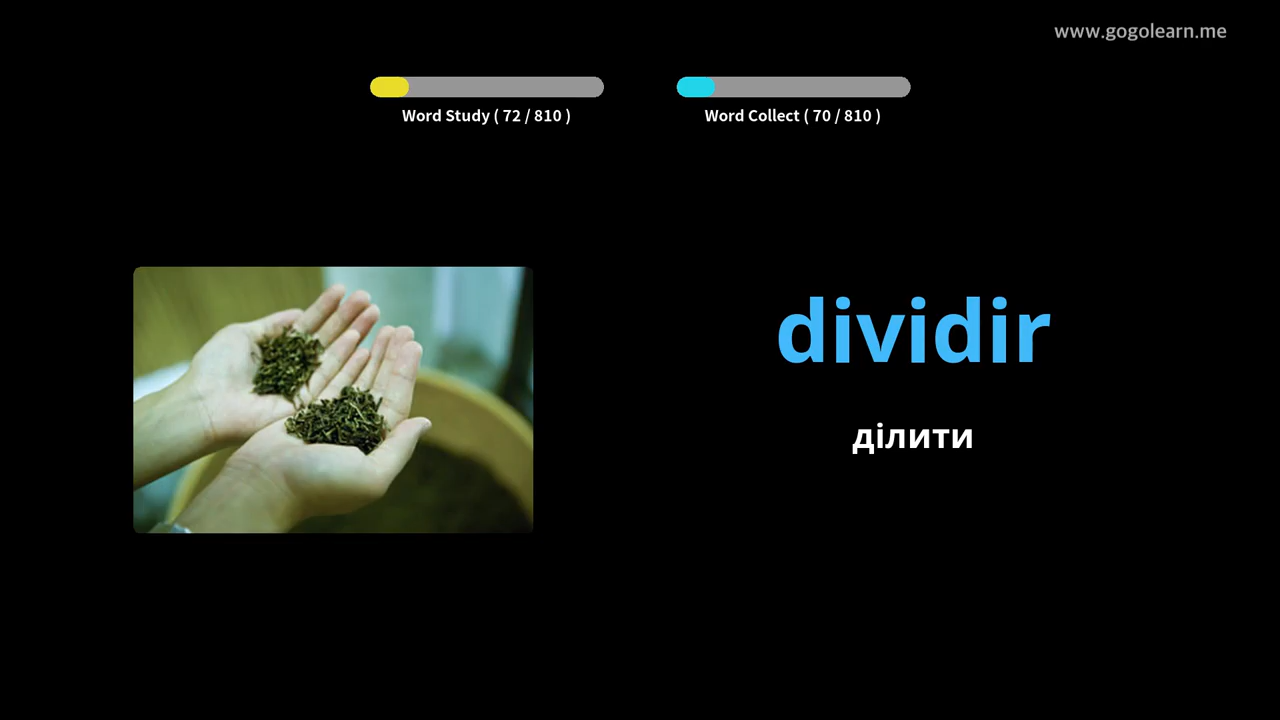 www.gogolearn.me
Word Study ( 72 / 810 )
Word Collect ( 70 / 810 )
dividir
ділити